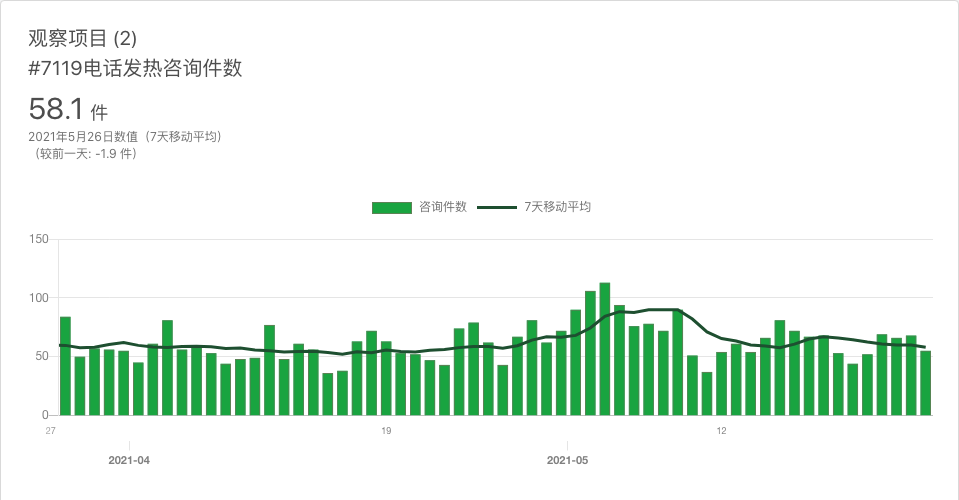 观察项目 (2)
#7119电话发热咨询件数
58.1 件
2021年5月26日数值（7天移动平均）
（较前一天: -1.9 件）
咨询件数 7天移动平均
150
100
50
0
27 19 12
2021-04 2021-05